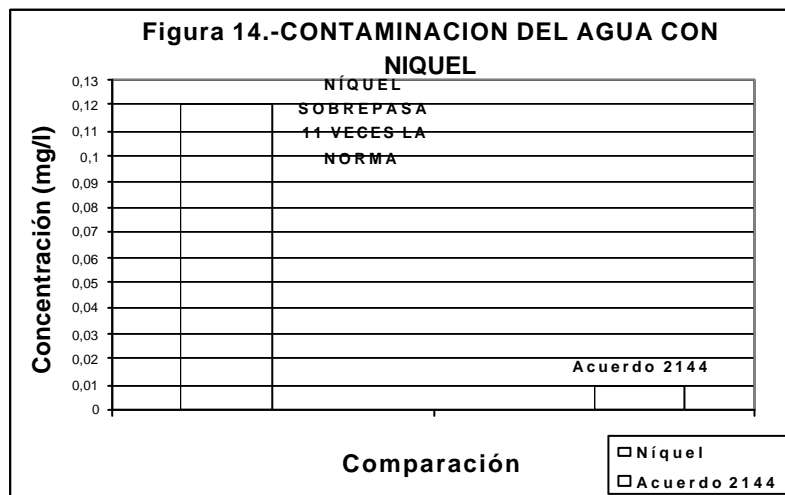 Figura 14.-CONTAMINACION DEL AGUA CON
NIQUEL
Concentración (mg/l)
0,13
0,12
0,11
0,1
0,09
0,08
0,07
0,06
0,05
0,04
0,03
0,02
0,01
0
NÍQUEL
SOBREPASA
11 VECES LA
NORMA
Acuerdo 2144
Comparación
Níquel
Acuerdo 2144